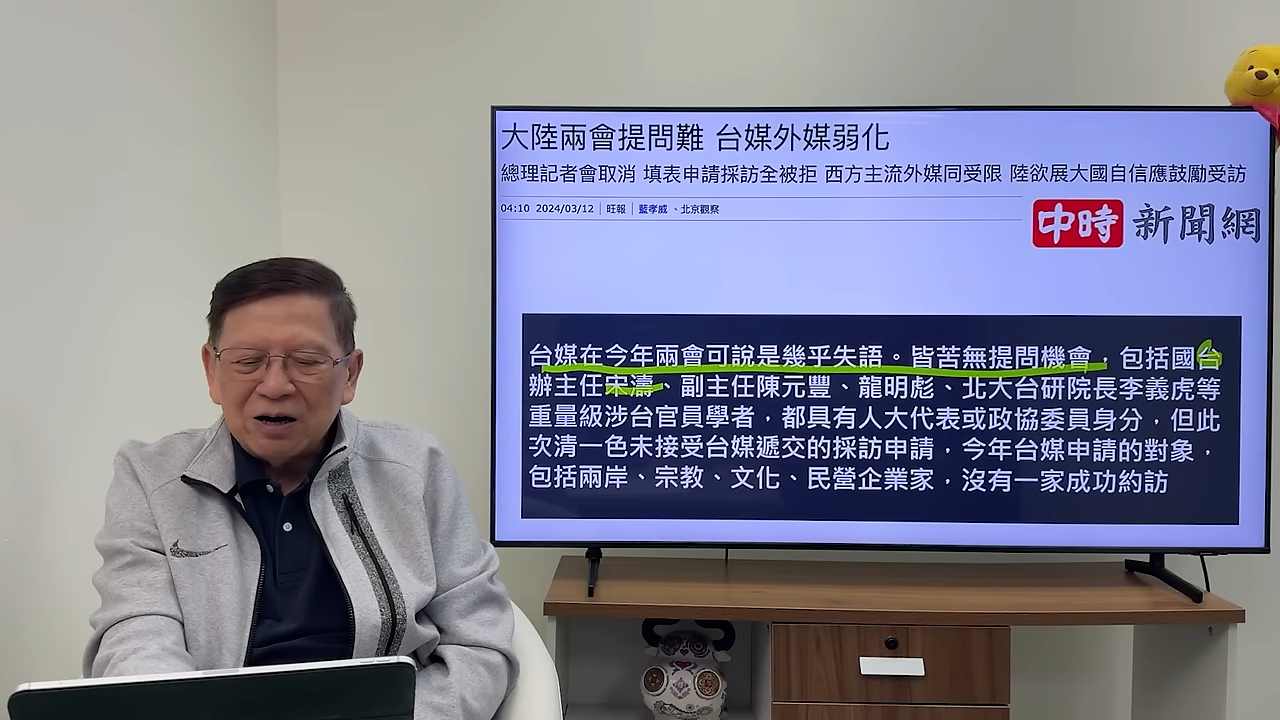 大陸兩會提問難 台媒外媒弱化
總理記者會取消 填表申請採訪全被拒 西方主流外媒同受限 陸欲展大國自信應鼓勵受訪
04:10 2024/03/12 | 旺報 | 藍孝威 、北京觀察
中時 新聞網
台媒在今年兩會可說是幾乎失語。皆苦無提問機會，包括國台
辦主任宋濤、副主任陳元豐、龍明彪、北大台研院長李義虎等
重量級涉台官員學者，都具有人大代表或政協委員身分，但此
次清一色未接受台媒遞交的採訪申請，今年台媒申請的對象，
包括兩岸、宗教、文化、民營企業家，沒有一家成功約訪